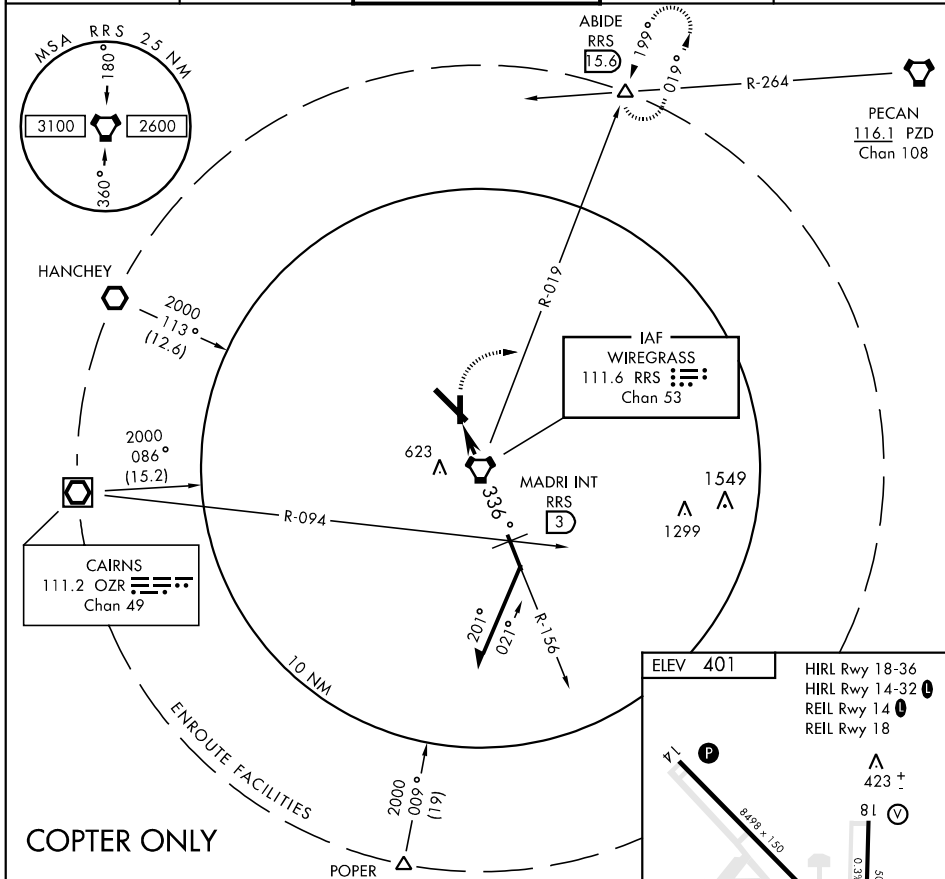 MSA RRS 25 NM
180°
3100
2600
360°
ABIDE
RRS
15.6
199°
019°
R-264
PECAN
116.1 PZD
Chan 108
HANCHEY
2000
113°
(12.6)
R-019
IAF
WIREGRASS
111.6 RRS
Chan 53
2000
086°
(15.2)
623
336°
MADRI INT
RRS
3
1549
1299
R-094
CAIRNS
111.2 OZR
Chan 49
201°
021°
R-156
10 NM
ENROUTE FACILITIES
2000
009°
(19)
COPTER ONLY
POPER
ELEV 401
HIRL Rwy 18-36
HIRL Rwy 14-32 L
REIL Rwy 14 L
REIL Rwy 18
P
14
423 ±
18
V
8498 x 150
0.3%
50